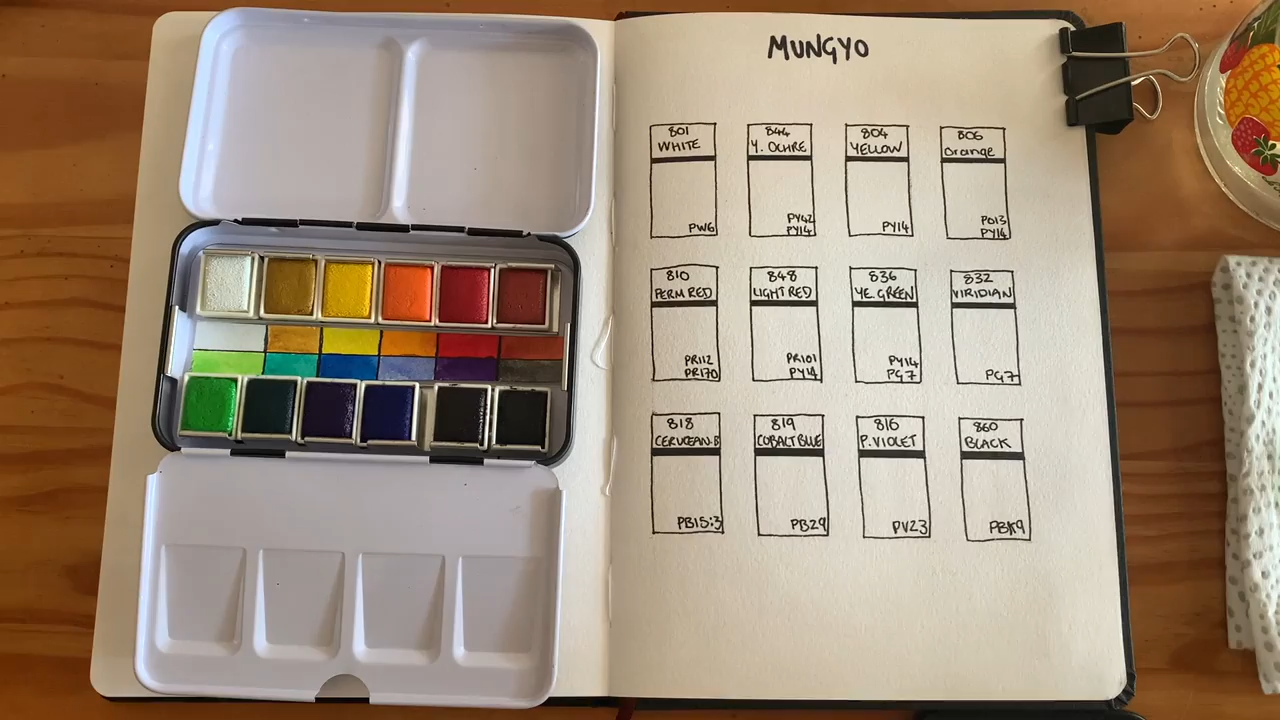 MUNGYO
801
WHITE
PW6
844
Y. OCHRE
PY42
PY14
804
YELLOW
PY14
806
Orange
PO13
PY14
810
PERM RED
PR112
PR170
848
LIGHT RED
PR101
PY14
836
YE. GREEN
PY14
PG7
832
VIRIDIAN
PG7
818
CERULEAN.B
PB15:3
819
COBALT BLUE
PB29
816
P.VIOLET
PV23
860
BLACK
PBK9